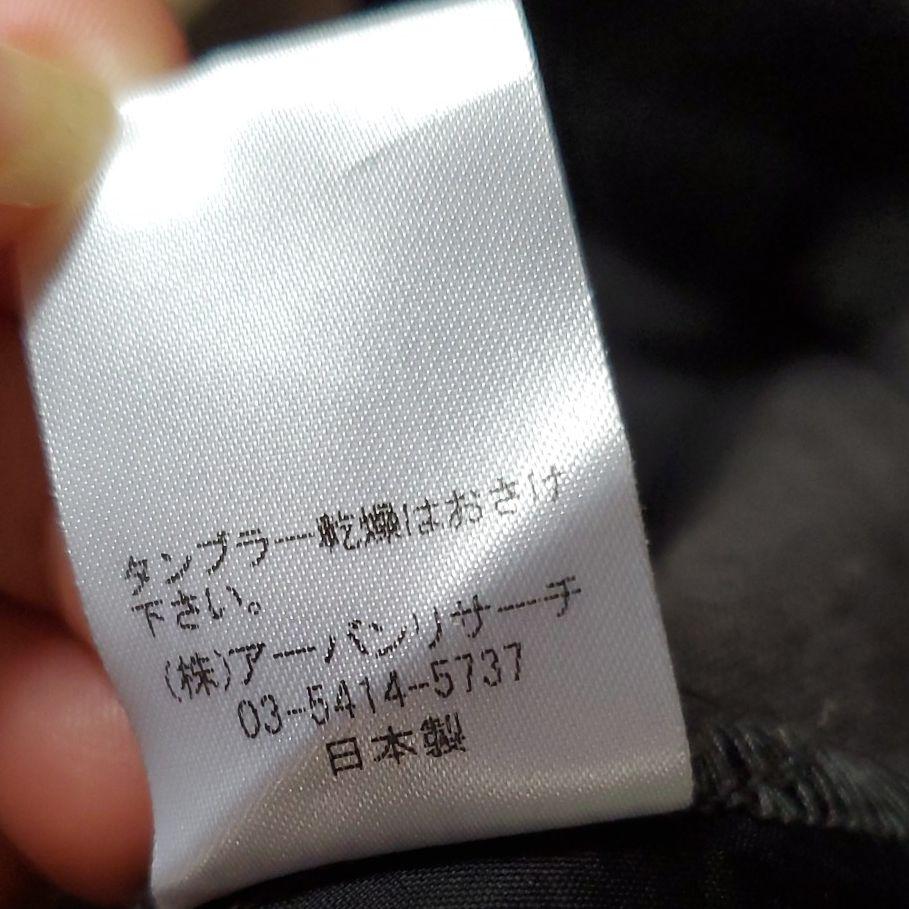 タンブラー乾燥はおさけ
下さい。
(株)アーバンリサーチ
03-5414-5737
日本製